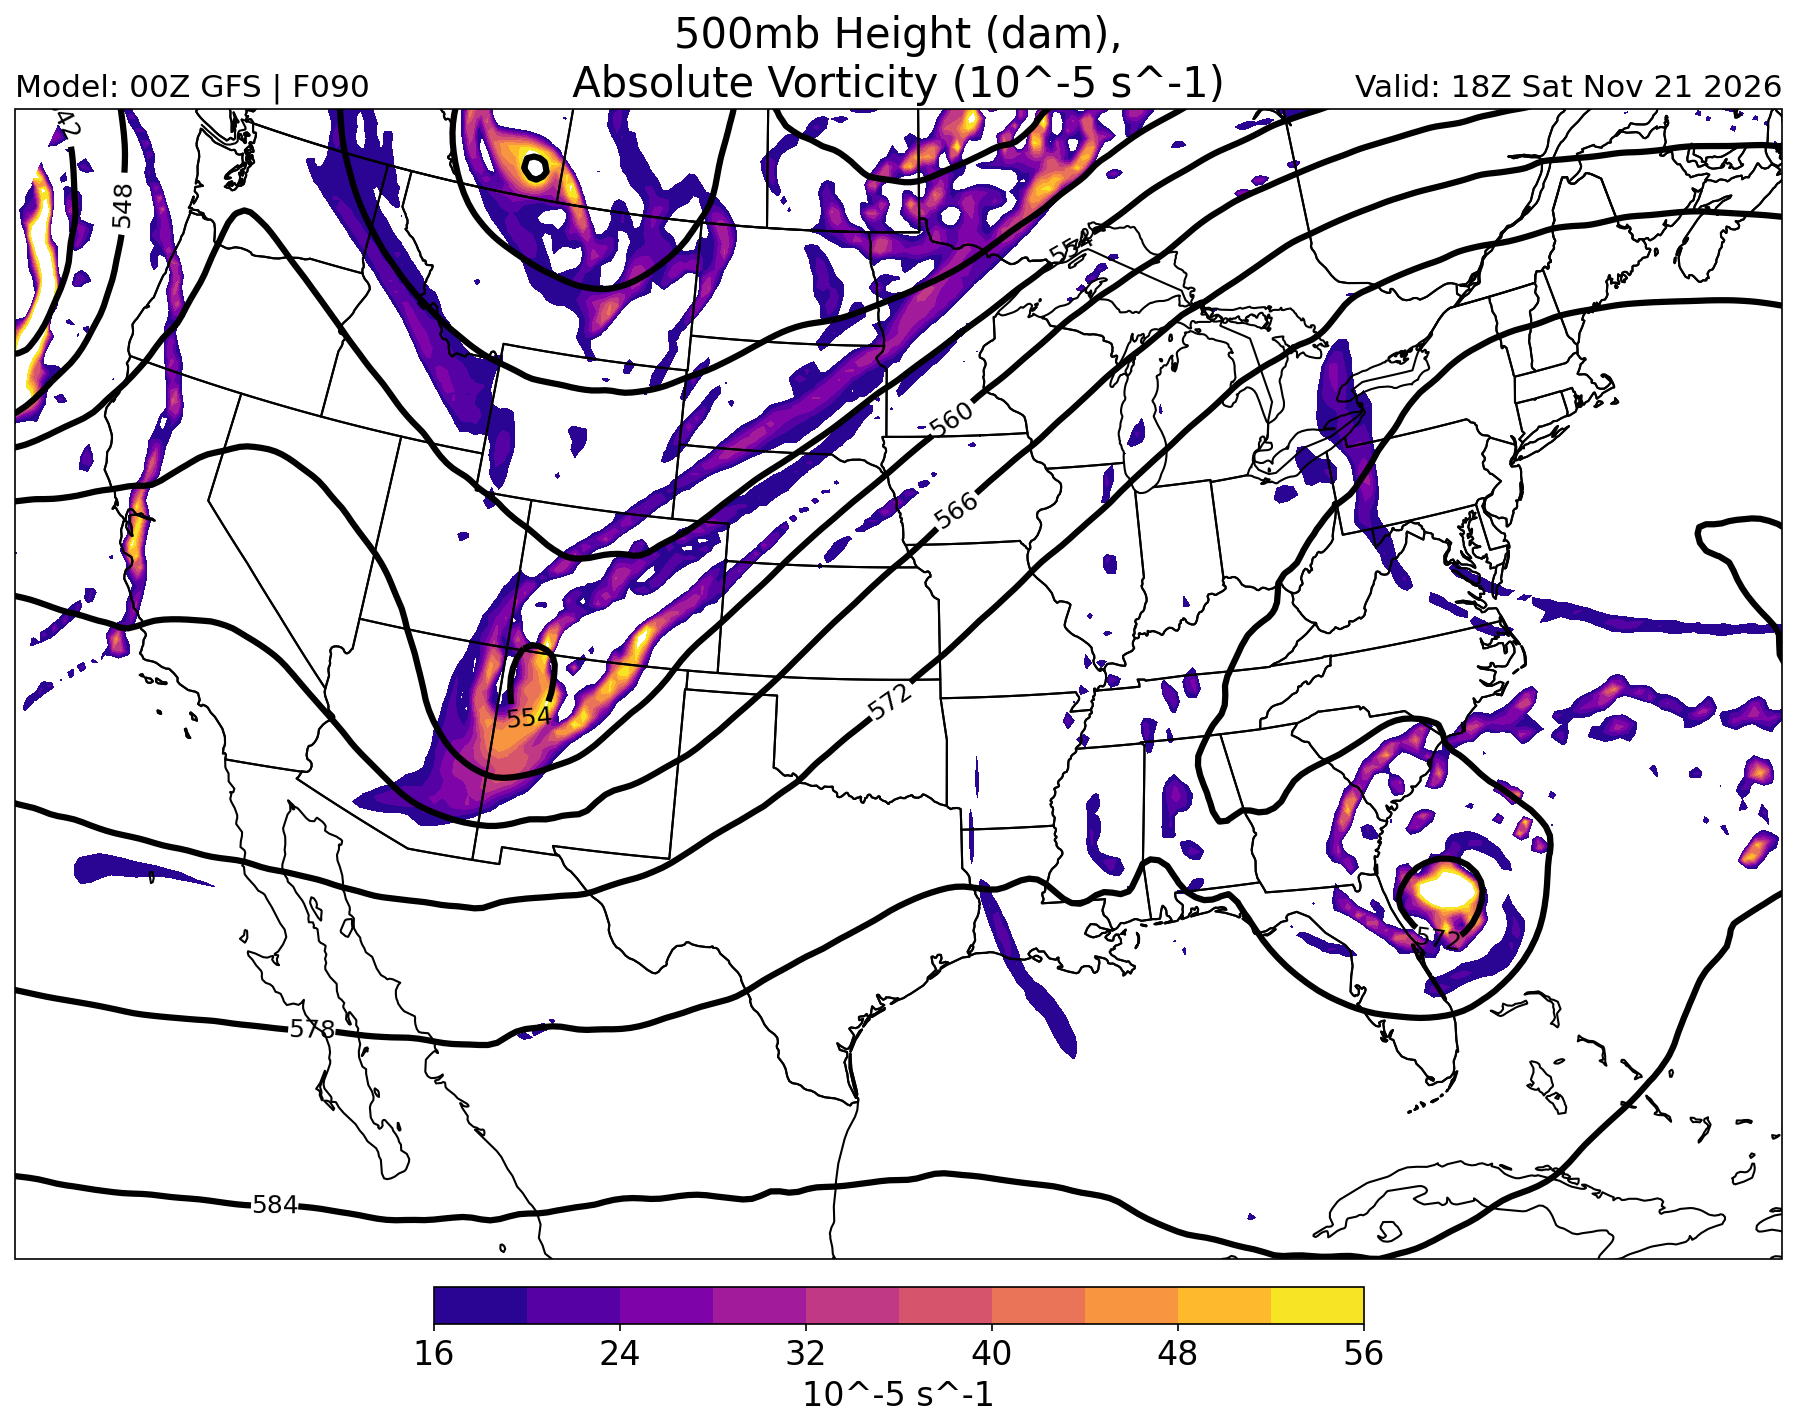 500mb Height (dam),
Model: 00Z GFS | F090
Absolute Vorticity (10^-5 s^-1)
Valid: 18Z Sat Nov 21 2026
548
560
566
554
572
572
578
584
16 24 32 40 48 56
10^-5 s^-1